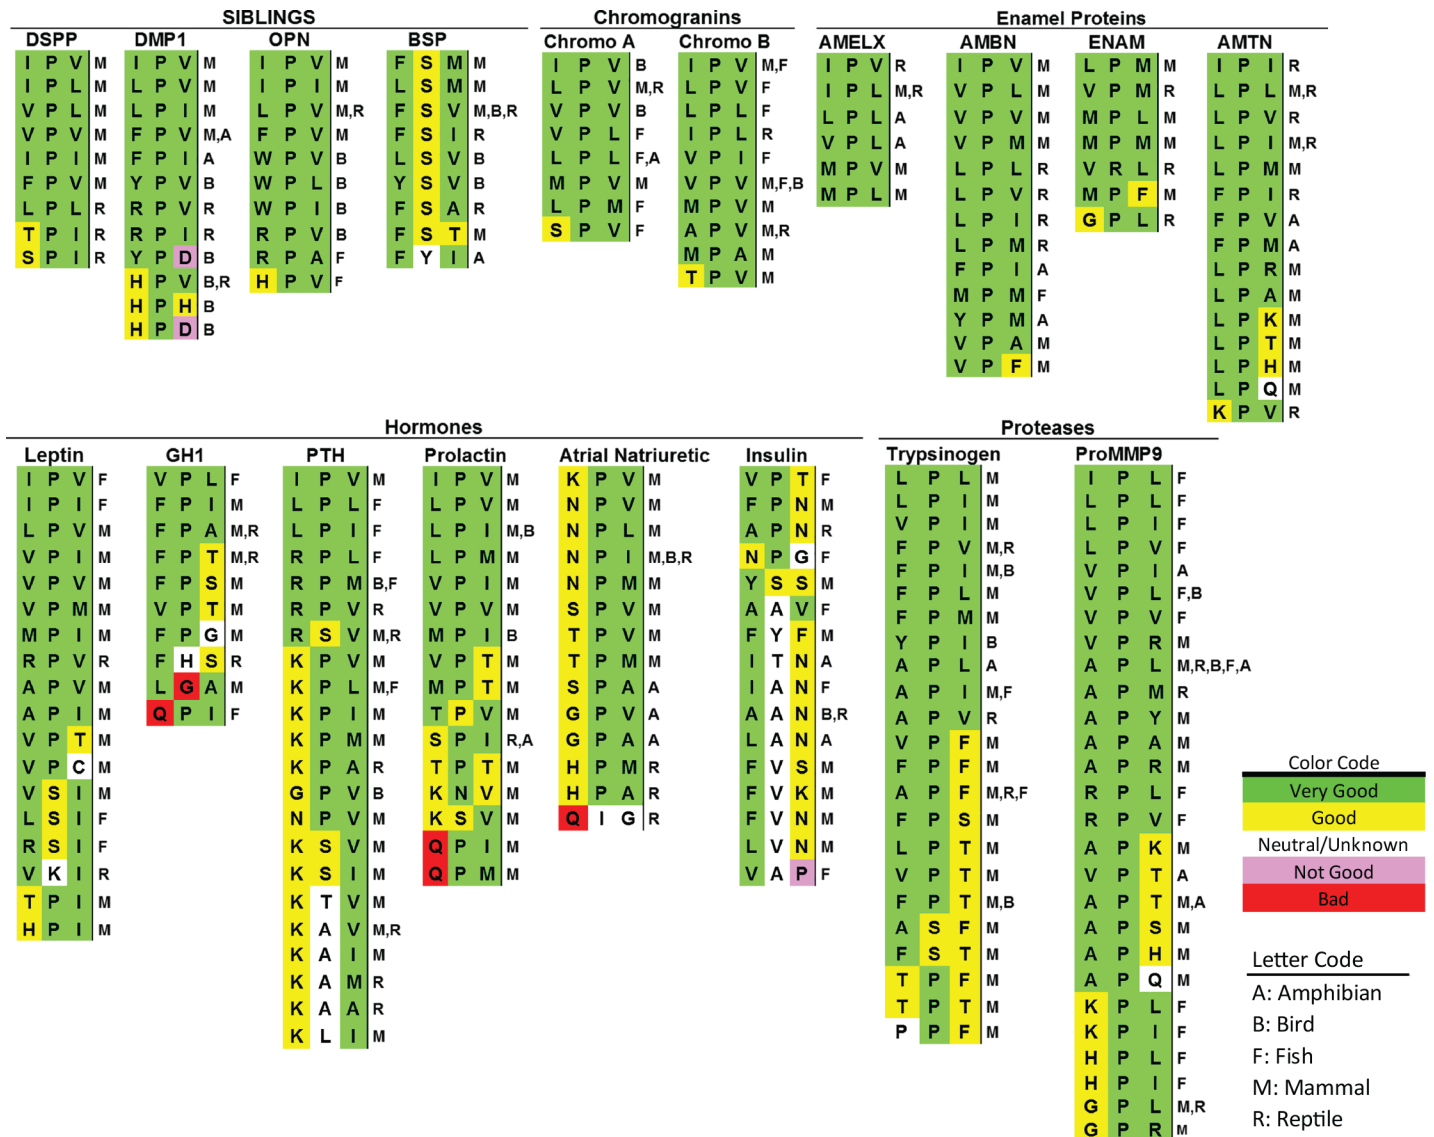 SIBLINGS
DSPP
I P V M
I P L M
V P L M
V P V M
I P I M
F P V M
L P L R
T P I R
S P I R
DMP1
I P V M
L P V M
L P I M
F P V M,A
F P I A
Y P V B
R P V R
R P I R
Y P D B
H P V B,R
H P H B
H P D B
OPN
I P V M
I P I M
L P V M,R
F P V M
W P V B
W P L B
W P I B
R P V B
R P A F
H P V F
BSP
F S M M
L S M M
F S V M,B,R
F S I R
L S V B
Y S V B
F S A R
F S T M
F Y I A
Chromogranins
Chromo A
I P V B
L P V M,R
V P V B
V P L F
L P L F,A
M P V M
L P M F
S P V F
Chromo B
I P V M,F
L P V F
L P L F
I P L R
V P I F
V P V M,F,B
M P V M
A P V M,R
M P A M
T P V M
Enamel Proteins
AMELX
I P V R
I P L M,R
L P L A
V P L A
M P V M
M P L M
AMBN
I P V M
V P L M
V P V M
V P M M
L P L R
L P V R
L P I R
L P M R
F P I A
M P M F
Y P M A
V P A M
V P F M
ENAM
L P M M
V P M R
M P L M
M P M M
V R L R
M P F M
G P L R
AMTN
I P I R
L P L M,R
L P V R
I P I M,R
L P M M
F P I R
F P V A
F P M A
L P R M
L P A M
L P K M
L P T M
L P H M
L P Q M
K P V R
Hormones
Leptin
I P V F
I P I F
L P V M
V P I M
V P V M
V P M M
M P I M
R P V R
A P V M
A P I M
V P T M
V P C M
V S I M
L S I F
R S I F
V K I R
T P I M
H P I M
GH1
V P L F
F P I M
F P A M,R
F P T M,R
F P S M
V P T M
F P G M
F H S R
L G A M
Q P I F
PTH
I P V M
L P L F
L P I F
R P L F
R P M B,F
R P V R
R S V M,R
K P V M
K P L M,F
K P I M
K P M M
K P A R
G P V B
N P V M
K S V M
K S I M
K T V M
K A V M,R
K A I M
K A M R
K A A R
K L I M
Prolactin
I P V M
L P V M
L P I M,B
L P M M
V P I M
V P V M
M P I B
V P T M
M P T M
T P V M
S P I R,A
T P T M
K N V M
K S V M
Q P I M
Q P M M
Atrial Natriuretic
K P V M
N P V M
N P L M
N P I M,B,R
N P M M
S P V M
T P V M
T P M M
S P A A
G P V A
G P A A
H P M R
H P A R
Q I G R
Insulin
V P T F
F P N M
A P N R
N P G F
Y S S M
A A V F
F Y F M
I T N A
I A N F
A A N B,R
L A N A
F V S M
F V K M
F V N M
L V N M
V A P F
Proteases
Trypsinogen
L P L M
L P I M
V P I M
F P V M,R
F P I M,B
F P L M
F P M M
Y P I B
A P L A
A P I M,F
A P V R
V P F M
F P F M
A P F M,R,F
F P S M
L P T M
V P T M
F P T M,B
A S F M
F S T M
T P F M
T P T M
P P F M
ProMMP9
I P L F
L P L F
L P I F
L P V F
V P I A
V P L F,B
V P V F
V P R M
A P L M,R,B,F,A
A P M R
A P Y M
A P A M
A P R M
R P L F
R P V F
A P K M
V P T A
A P T M,A
A P S M
A P H M
A P Q M
K P L F
K P I F
H P L F
H P I F
G P L M,R
G P R M
Color Code
Very Good
Good
Neutral/Unknown
Not Good
Bad
Letter Code
A: Amphibian
B: Bird
F: Fish
M: Mammal
R: Reptile